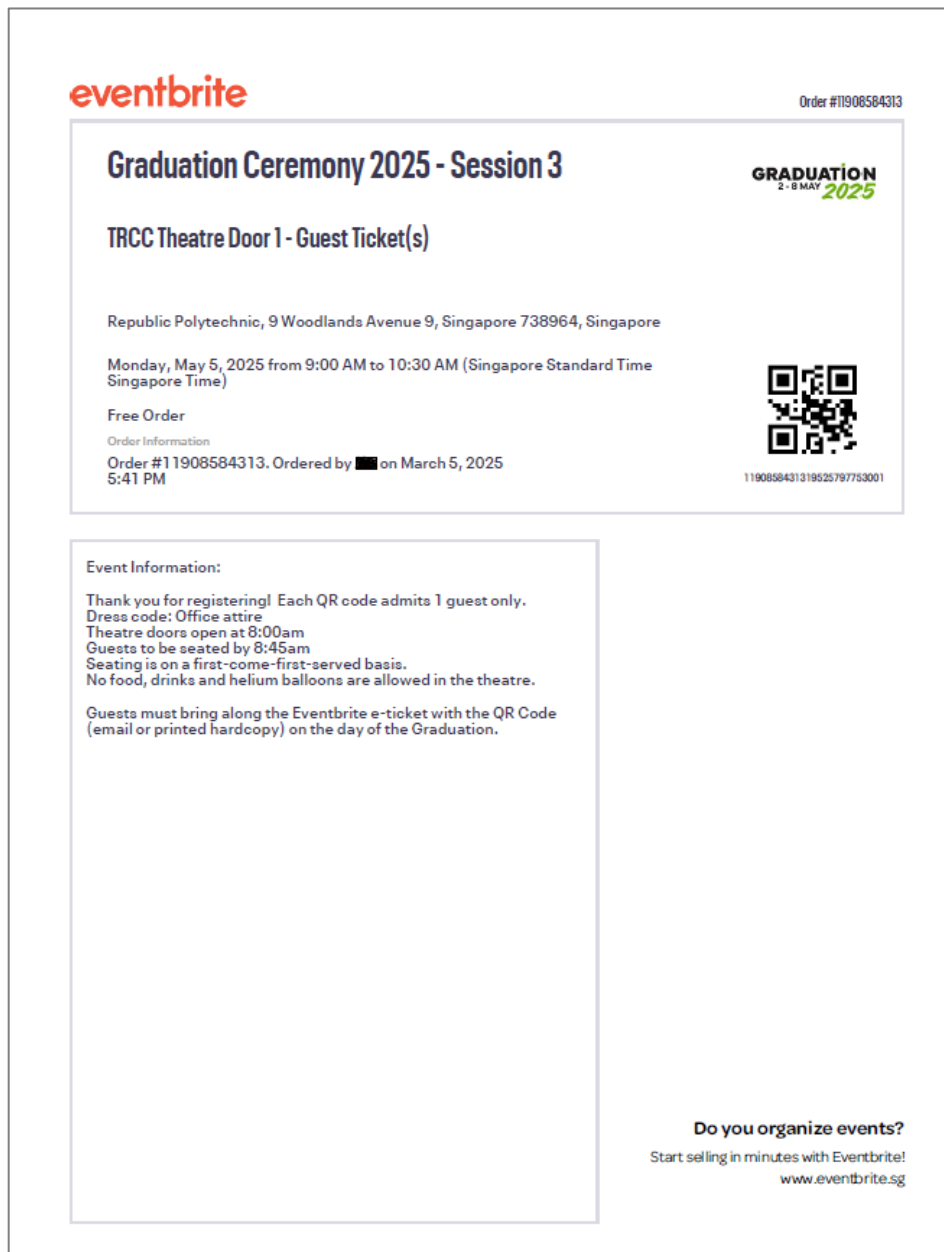 eventbrite
Order #11908584313
Graduation Ceremony 2025 - Session 3
GRADUATION
2 - 8 MAY 2025
TRCC Theatre Door 1 - Guest Ticket(s)
Republic Polytechnic, 9 Woodlands Avenue 9, Singapore 738964, Singapore
Monday, May 5, 2025 from 9:00 AM to 10:30 AM (Singapore Standard Time
Singapore Time)
Free Order
Order Information
Order #11908584313. Ordered by on March 5, 2025
5:41 PM
1190858431319525797753001
Event Information:
Thank you for registering! Each QR code admits 1 guest only.
Dress code: Office attire
Theatre doors open at 8:00am
Guests to be seated by 8:45am
Seating is on a first-come-first-served basis.
No food, drinks and helium balloons are allowed in the theatre.
Guests must bring along the Eventbrite e-ticket with the QR Code
(email or printed hardcopy) on the day of the Graduation.
Do you organize events?
Start selling in minutes with Eventbrite!
www.eventbrite.sg